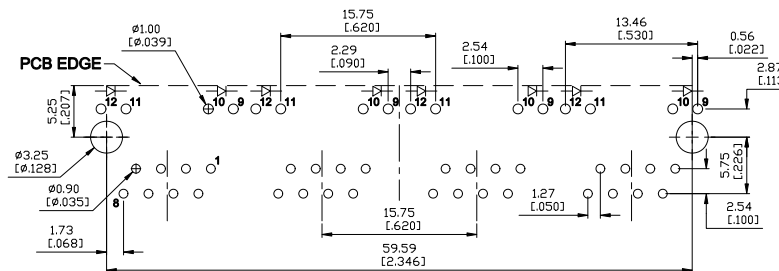 15.75
[.620]
13.46
[.530]
0.56
[.022]
ø1.00
[ø.039]
2.29
[.090]
2.54
[.100]
PCB EDGE
5.25
[.207]
12 11
10 9 12 11
10 9 12 11
10 9 12 11
10 9
ø3.25
[ø.128]
1
5.75
[.226]
ø0.90
[ø.035]
8
1.27
[.050]
2.54
[.100]
15.75
[.620]
1.73
[.068]
59.59
[2.346]